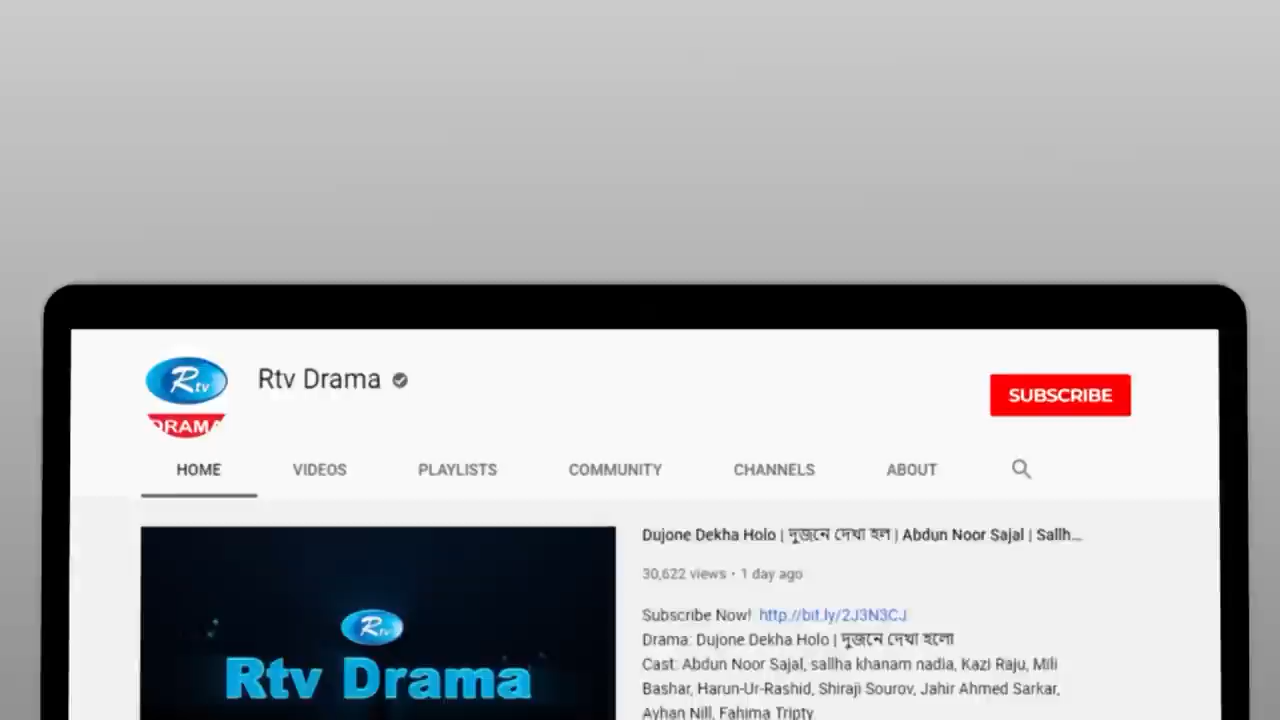 Rtv
DRAMA
Rtv Drama
SUBSCRIBE
HOME VIDEOS PLAYLISTS COMMUNITY CHANNELS ABOUT
Rtv
Rtv Drama
Dujone Dekha Holo | দুজনে দেখা হল | Abdun Noor Sajal | Sallh...
30,622 views • 1 day ago
Subscribe Now! http://bit.ly/2J3N3CJ
Drama: Dujone Dekha Holo | দুজনে দেখা হলো
Cast: Abdun Noor Sajal, sallha khanam nadia, Kazi Raju, Mili
Bashar, Harun-Ur-Rashid, Shiraji Sourov, Jahir Ahmed Sarkar,
Ayhan Nill, Fahima Tripty